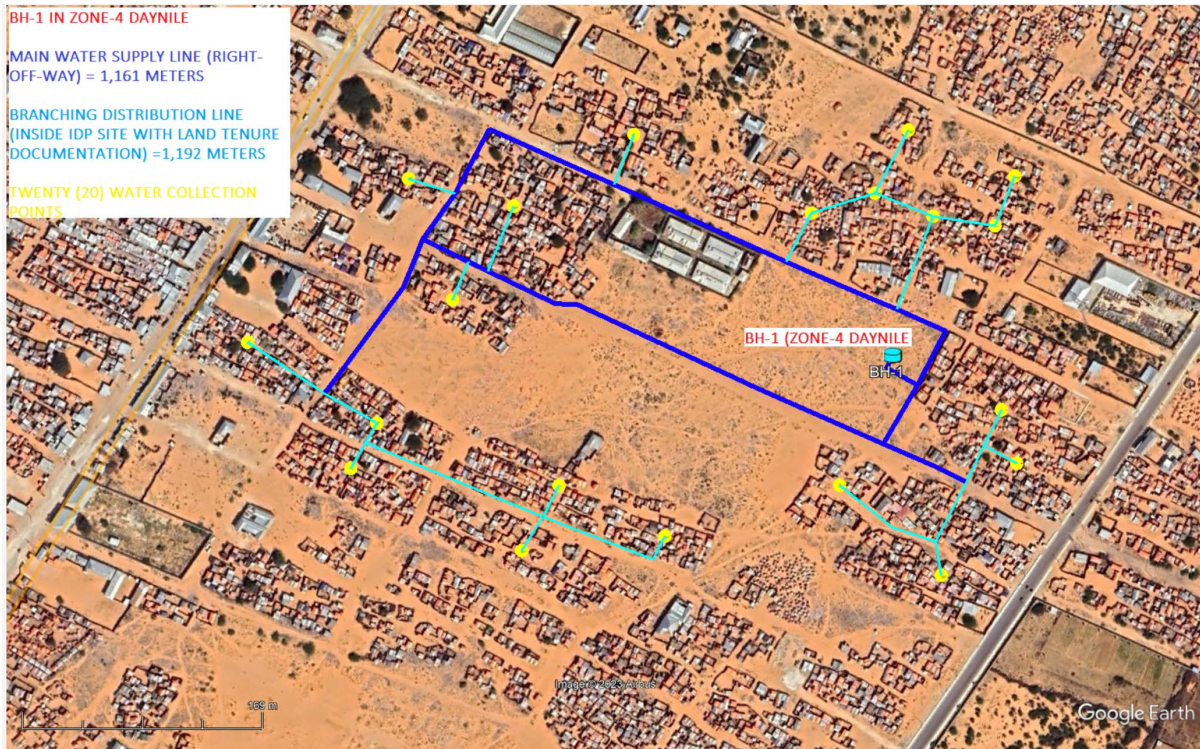 BH-1 IN ZONE-4 DAYNILE
MAIN WATER SUPPLY LINE (RIGHT-
OFF-WAY) = 1,161 METERS
BRANCHING DISTRIBUTION LINE
(INSIDE IDP SITE WITH LAND TENURE
DOCUMENTATION) =1,192 METERS
TWENTY (20) WATER COLLECTION
POINTS
BH-1 (ZONE-4 DAYNILE
BH-1
Image © 2023 Airbus
169 m
Google Earth